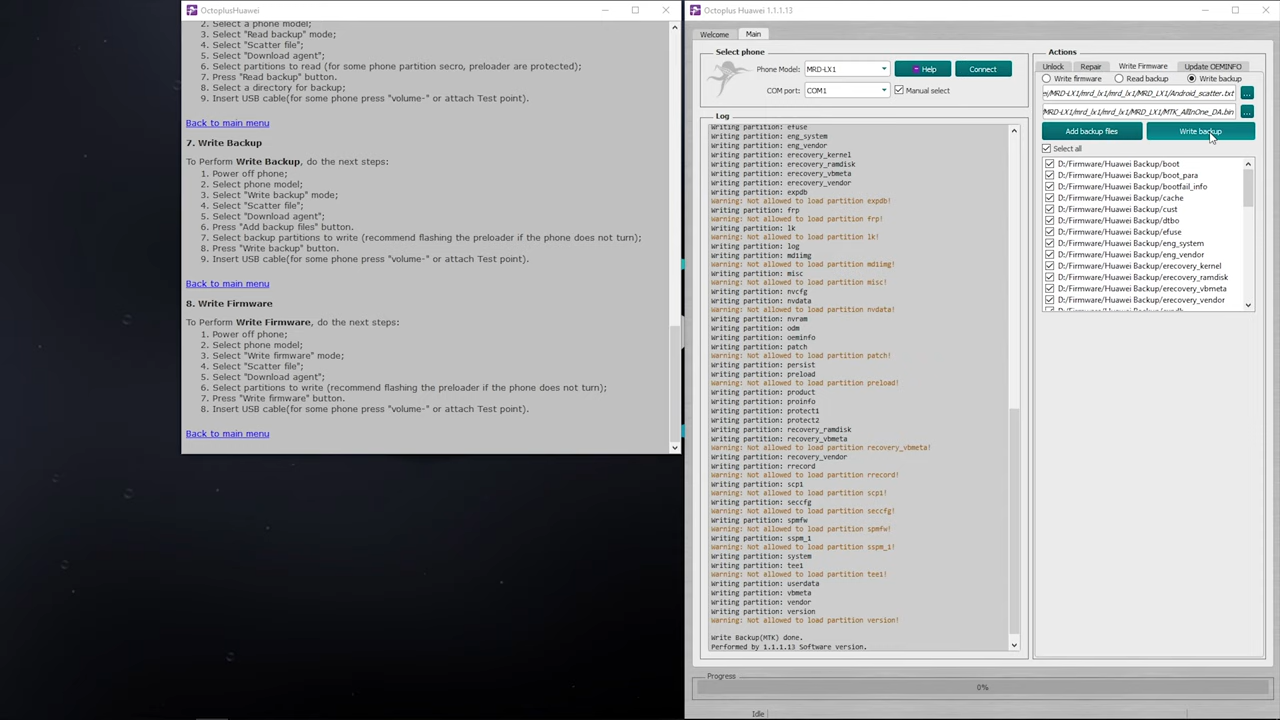 OctoplusHuawei
2. Select a phone model;
3. Select "Read backup" mode;
4. Select "Scatter file";
5. Select "Download agent";
6. Select partitions to read (for some phone partition secro, preloader are protected);
7. Press "Read backup" button.
8. Select a directory for backup;
9. Insert USB cable(for some phone press "volume-" or attach Test point).
Back to main menu
7. Write Backup
To Perform Write Backup, do the next steps:
1. Power off phone;
2. Select phone model;
3. Select "Write backup" mode;
4. Select "Scatter file";
5. Select "Download agent";
6. Press "Add backup files" button.
7. Select backup partitions to write (recommend flashing the preloader if the phone does not turn);
8. Press "Write backup" button.
9. Insert USB cable(for some phone press "volume-" or attach Test point).
Back to main menu
8. Write Firmware
To Perform Write Firmware, do the next steps:
1. Power off phone;
2. Select phone model;
3. Select "Write firmware" mode;
4. Select "Scatter file";
5. Select "Download agent";
6. Select partitions to write (recommend flashing the preloader if the phone does not turn);
7. Press "Write firmware" button.
8. Insert USB cable(for some phone press "volume-" or attach Test point).
Back to main menu
Octoplus Huawei 1.1.1.13
Welcome Main
Select phone
Phone Model: MRD-LX1 Help Connect
COM port: COM1 Manual select
Log
Writing partition: efuse
Writing partition: eng_system
Writing partition: eng_vendor
Writing partition: erecovery_kernel
Writing partition: erecovery_ramdisk
Writing partition: erecovery_vbmeta
Writing partition: erecovery_vendor
Writing partition: expdb
Warning: Not allowed to load partition expdb!
Writing partition: frp
Warning: Not allowed to load partition frp!
Writing partition: lk
Warning: Not allowed to load partition lk!
Writing partition: log
Writing partition: md1img
Warning: Not allowed to load partition md1img!
Writing partition: misc
Warning: Not allowed to load partition misc!
Writing partition: nvcfg
Writing partition: nvdata
Warning: Not allowed to load partition nvdata!
Writing partition: nvram
Writing partition: odm
Writing partition: oeminfo
Writing partition: patch
Warning: Not allowed to load partition patch!
Writing partition: persist
Writing partition: preload
Warning: Not allowed to load partition preload!
Writing partition: product
Writing partition: proinfo
Writing partition: protect1
Writing partition: protect2
Writing partition: recovery_ramdisk
Writing partition: recovery_vbmeta
Warning: Not allowed to load partition recovery_vbmeta!
Writing partition: recovery_vendor
Writing partition: rrecord
Warning: Not allowed to load partition rrecord!
Writing partition: scp1
Warning: Not allowed to load partition scp1!
Writing partition: seccfg
Warning: Not allowed to load partition seccfg!
Writing partition: spmfw
Warning: Not allowed to load partition spmfw!
Writing partition: sspm_1
Warning: Not allowed to load partition sspm_1!
Writing partition: system
Writing partition: tee1
Warning: Not allowed to load partition tee1!
Writing partition: userdata
Writing partition: vbmeta
Writing partition: vendor
Writing partition: version
Warning: Not allowed to load partition version!
Write Backup(MTK) done.
Performed by 1.1.1.13 Software version.
Actions
Unlock Repair Write Firmware Update OEMINFO
Write firmware Read backup Write backup
/MRD-LX1/mrd_lx1/mrd_lx1/MRD_LX1/Android_scatter.txt ...
MRD-LX1/mrd_lx1/mrd_lx1/MRD_LX1/MTK_AllInOne_DA.bin ...
Add backup files Write backup
Select all
D:/Firmware/Huawei Backup/boot
D:/Firmware/Huawei Backup/boot_para
D:/Firmware/Huawei Backup/bootfail_info
D:/Firmware/Huawei Backup/cache
D:/Firmware/Huawei Backup/cust
D:/Firmware/Huawei Backup/dtbo
D:/Firmware/Huawei Backup/efuse
D:/Firmware/Huawei Backup/eng_system
D:/Firmware/Huawei Backup/eng_vendor
D:/Firmware/Huawei Backup/erecovery_kernel
D:/Firmware/Huawei Backup/erecovery_ramdisk
D:/Firmware/Huawei Backup/erecovery_vbmeta
D:/Firmware/Huawei Backup/erecovery_vendor
Progress
0%
Idle